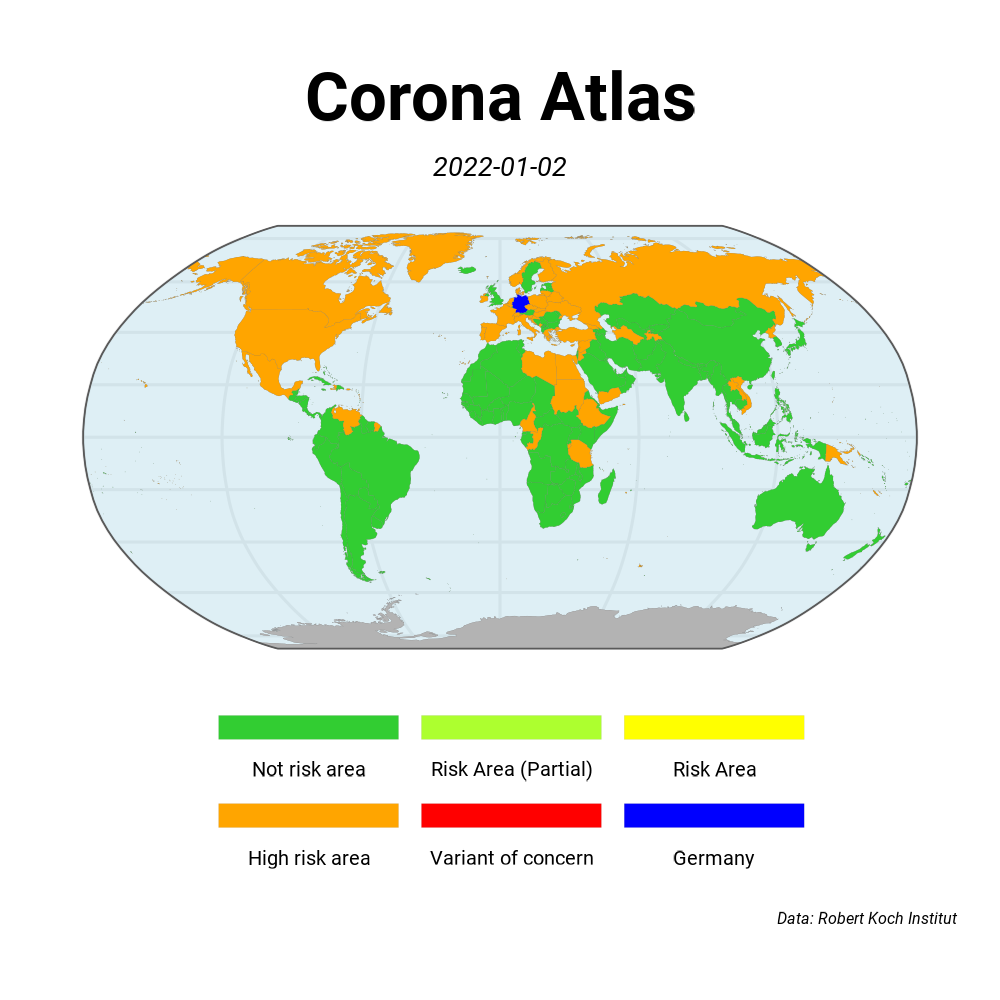 Corona Atlas
2022-01-02
Not risk area
Risk Area (Partial)
Risk Area
High risk area
Variant of concern
Germany
Data: Robert Koch Institut